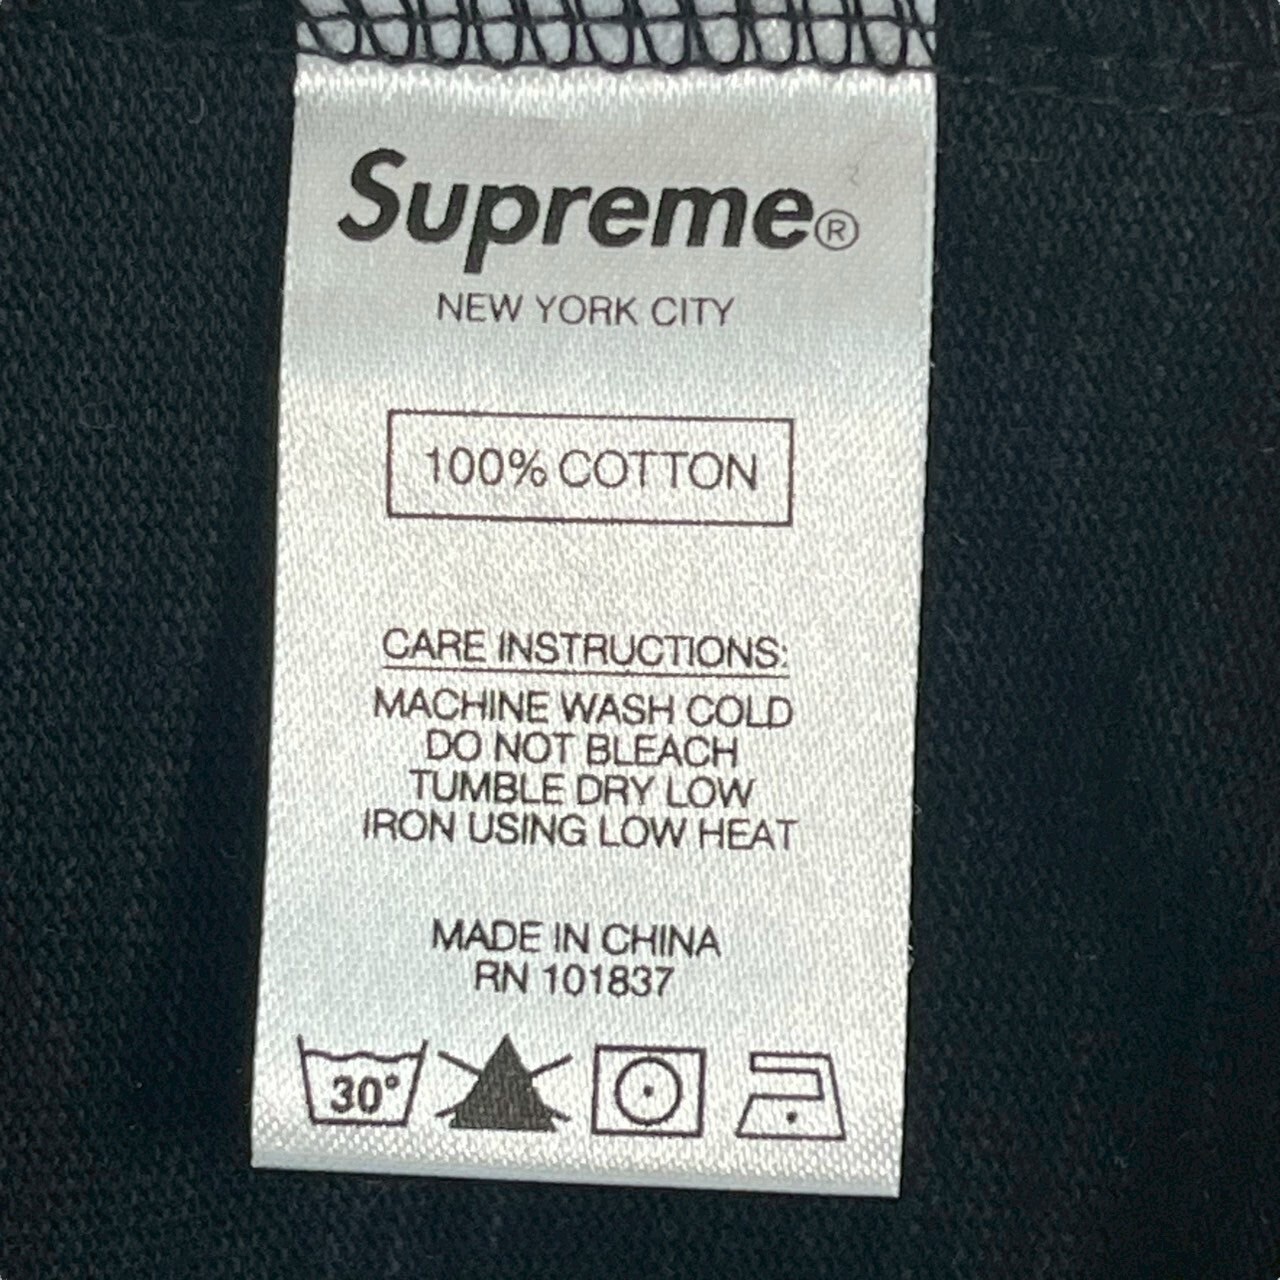 Supreme®
NEW YORK CITY
100% COTTON
CARE INSTRUCTIONS:
MACHINE WASH COLD
DO NOT BLEACH
TUMBLE DRY LOW
IRON USING LOW HEAT
MADE IN CHINA
RN 101837
30°